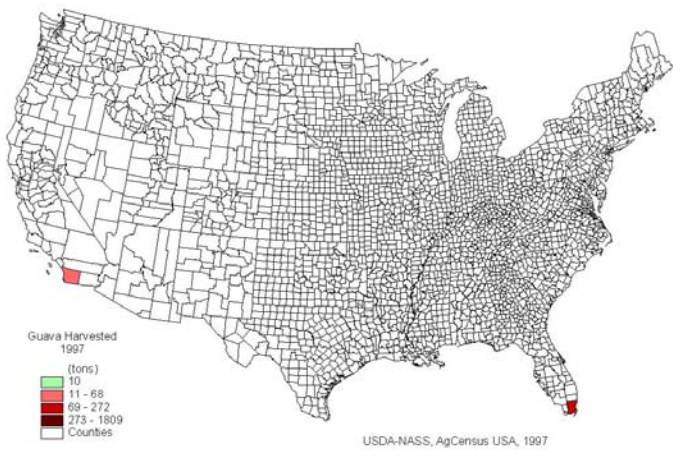 Guava Harvested
1997
(tons)
10
11 - 68
69 - 272
273 - 1809
Counties
USDA-NASS, AgCensus USA, 1997